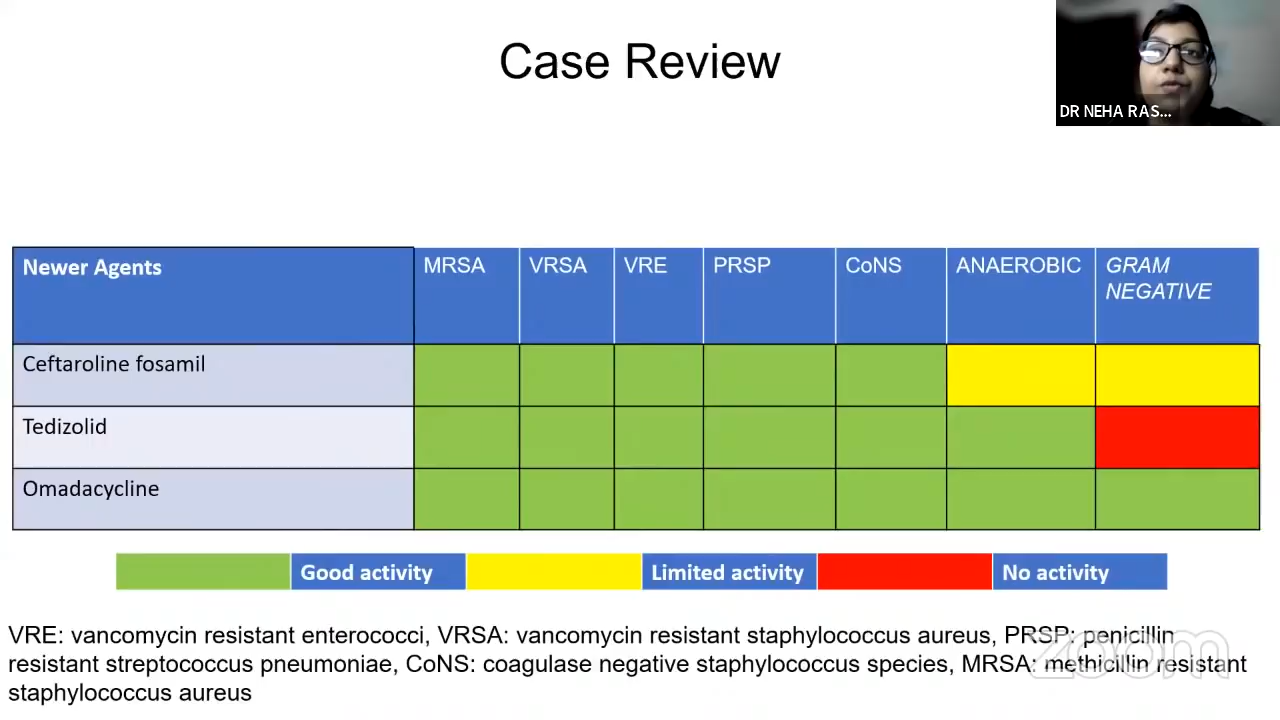 Case Review
DR NEHA RAS...
Newer Agents
MRSA
VRSA
VRE
PRSP
CoNS
ANAEROBIC
GRAM
NEGATIVE
Ceftaroline fosamil
Tedizolid
Omadacycline
Good activity
Limited activity
No activity
VRE: vancomycin resistant enterococci, VRSA: vancomycin resistant staphylococcus aureus, PRSP: penicillin
resistant streptococcus pneumoniae, CoNS: coagulase negative staphylococcus species, MRSA: methicillin resistant
staphylococcus aureus
zoom